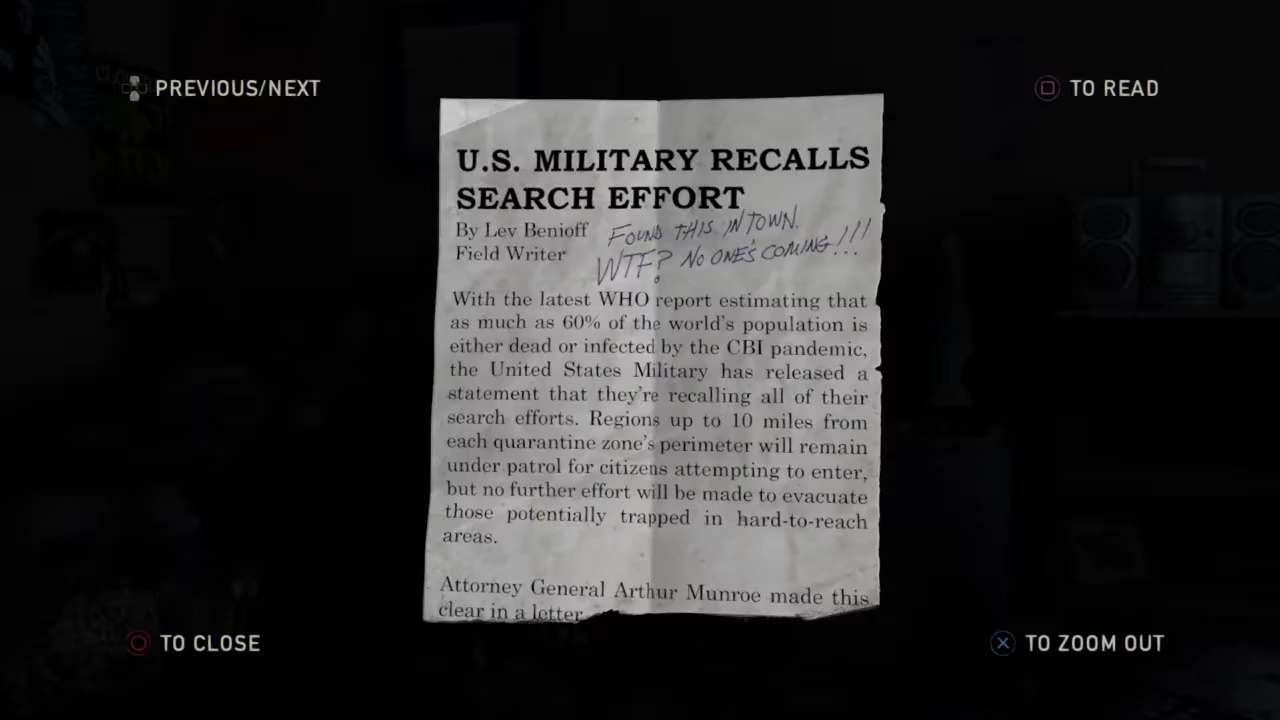 PREVIOUS/NEXT
TO READ
U.S. MILITARY RECALLS
SEARCH EFFORT
By Lev Benioff
Field Writer
FOUND THIS IN TOWN.
WTF? NO ONE'S COMING!!!
With the latest WHO report estimating that
as much as 60% of the world's population is
either dead or infected by the CBI pandemic,
the United States Military has released a
statement that they're recalling all of their
search efforts. Regions up to 10 miles from
each quarantine zone's perimeter will remain
under patrol for citizens attempting to enter,
but no further effort will be made to evacuate
those potentially trapped in hard-to-reach
areas.
Attorney General Arthur Munroe made this
clear in a letter
TO CLOSE
TO ZOOM OUT